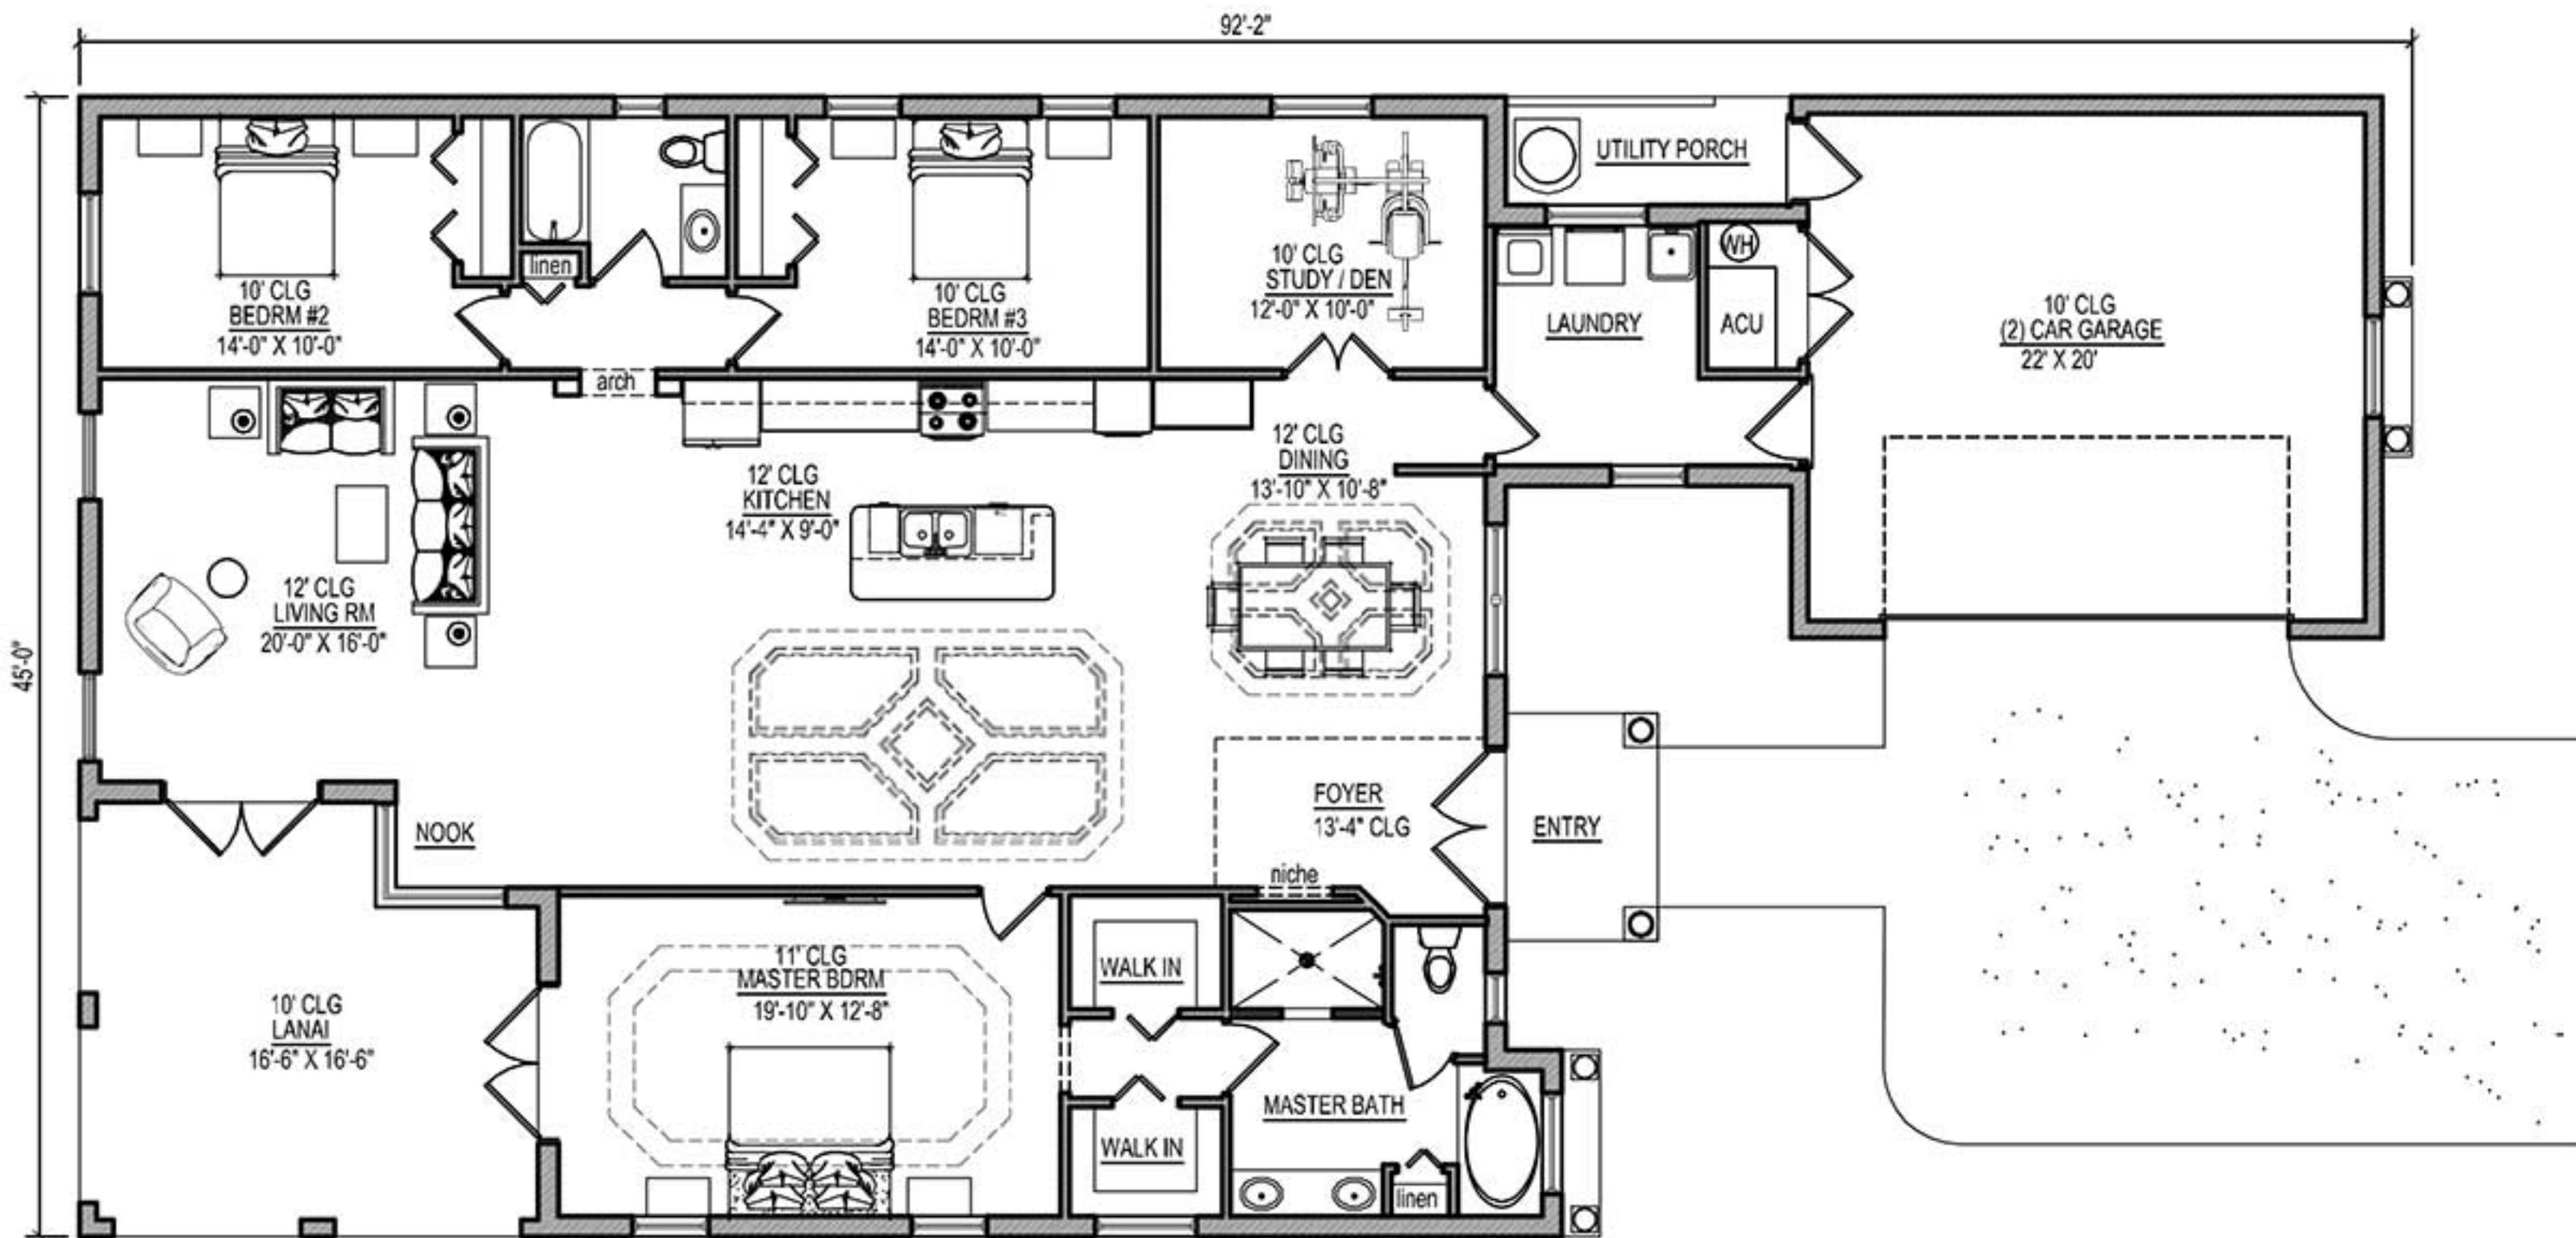 92'-2"
45'-0"
10' CLG
BEDRM #2
14'-0" X 10'-0"
linen
10' CLG
BEDRM #3
14'-0" X 10'-0"
10' CLG
STUDY / DEN
12'-0" X 10'-0"
UTILITY PORCH
LAUNDRY
WH
ACU
10' CLG
(2) CAR GARAGE
22' X 20'
arch
12' CLG
LIVING RM
20'-0" X 16'-0"
12' CLG
KITCHEN
14'-4" X 9'-0"
12' CLG
DINING
13'-10" X 10'-8"
NOOK
FOYER
13'-4" CLG
niche
ENTRY
10' CLG
LANAI
16'-6" X 16'-6"
11' CLG
MASTER BDRM
19'-10" X 12'-8"
WALK IN
WALK IN
MASTER BATH
linen